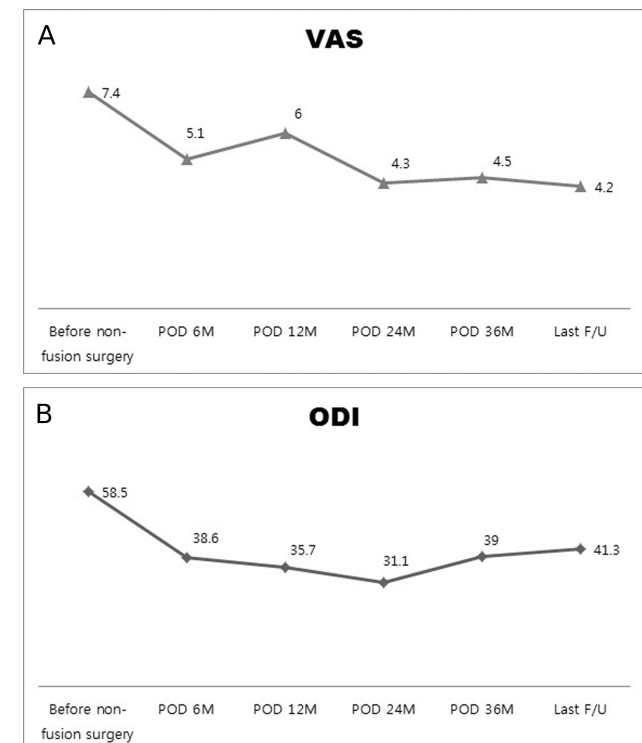 A
VAS
7.4
5.1
6
4.3
4.5
4.2
Before non-
fusion surgery
POD 6M
POD 12M
POD 24M
POD 36M
Last F/U
B
ODI
58.5
38.6
35.7
31.1
39
41.3
Before non-
fusion surgery
POD 6M
POD 12M
POD 24M
POD 36M
Last F/U